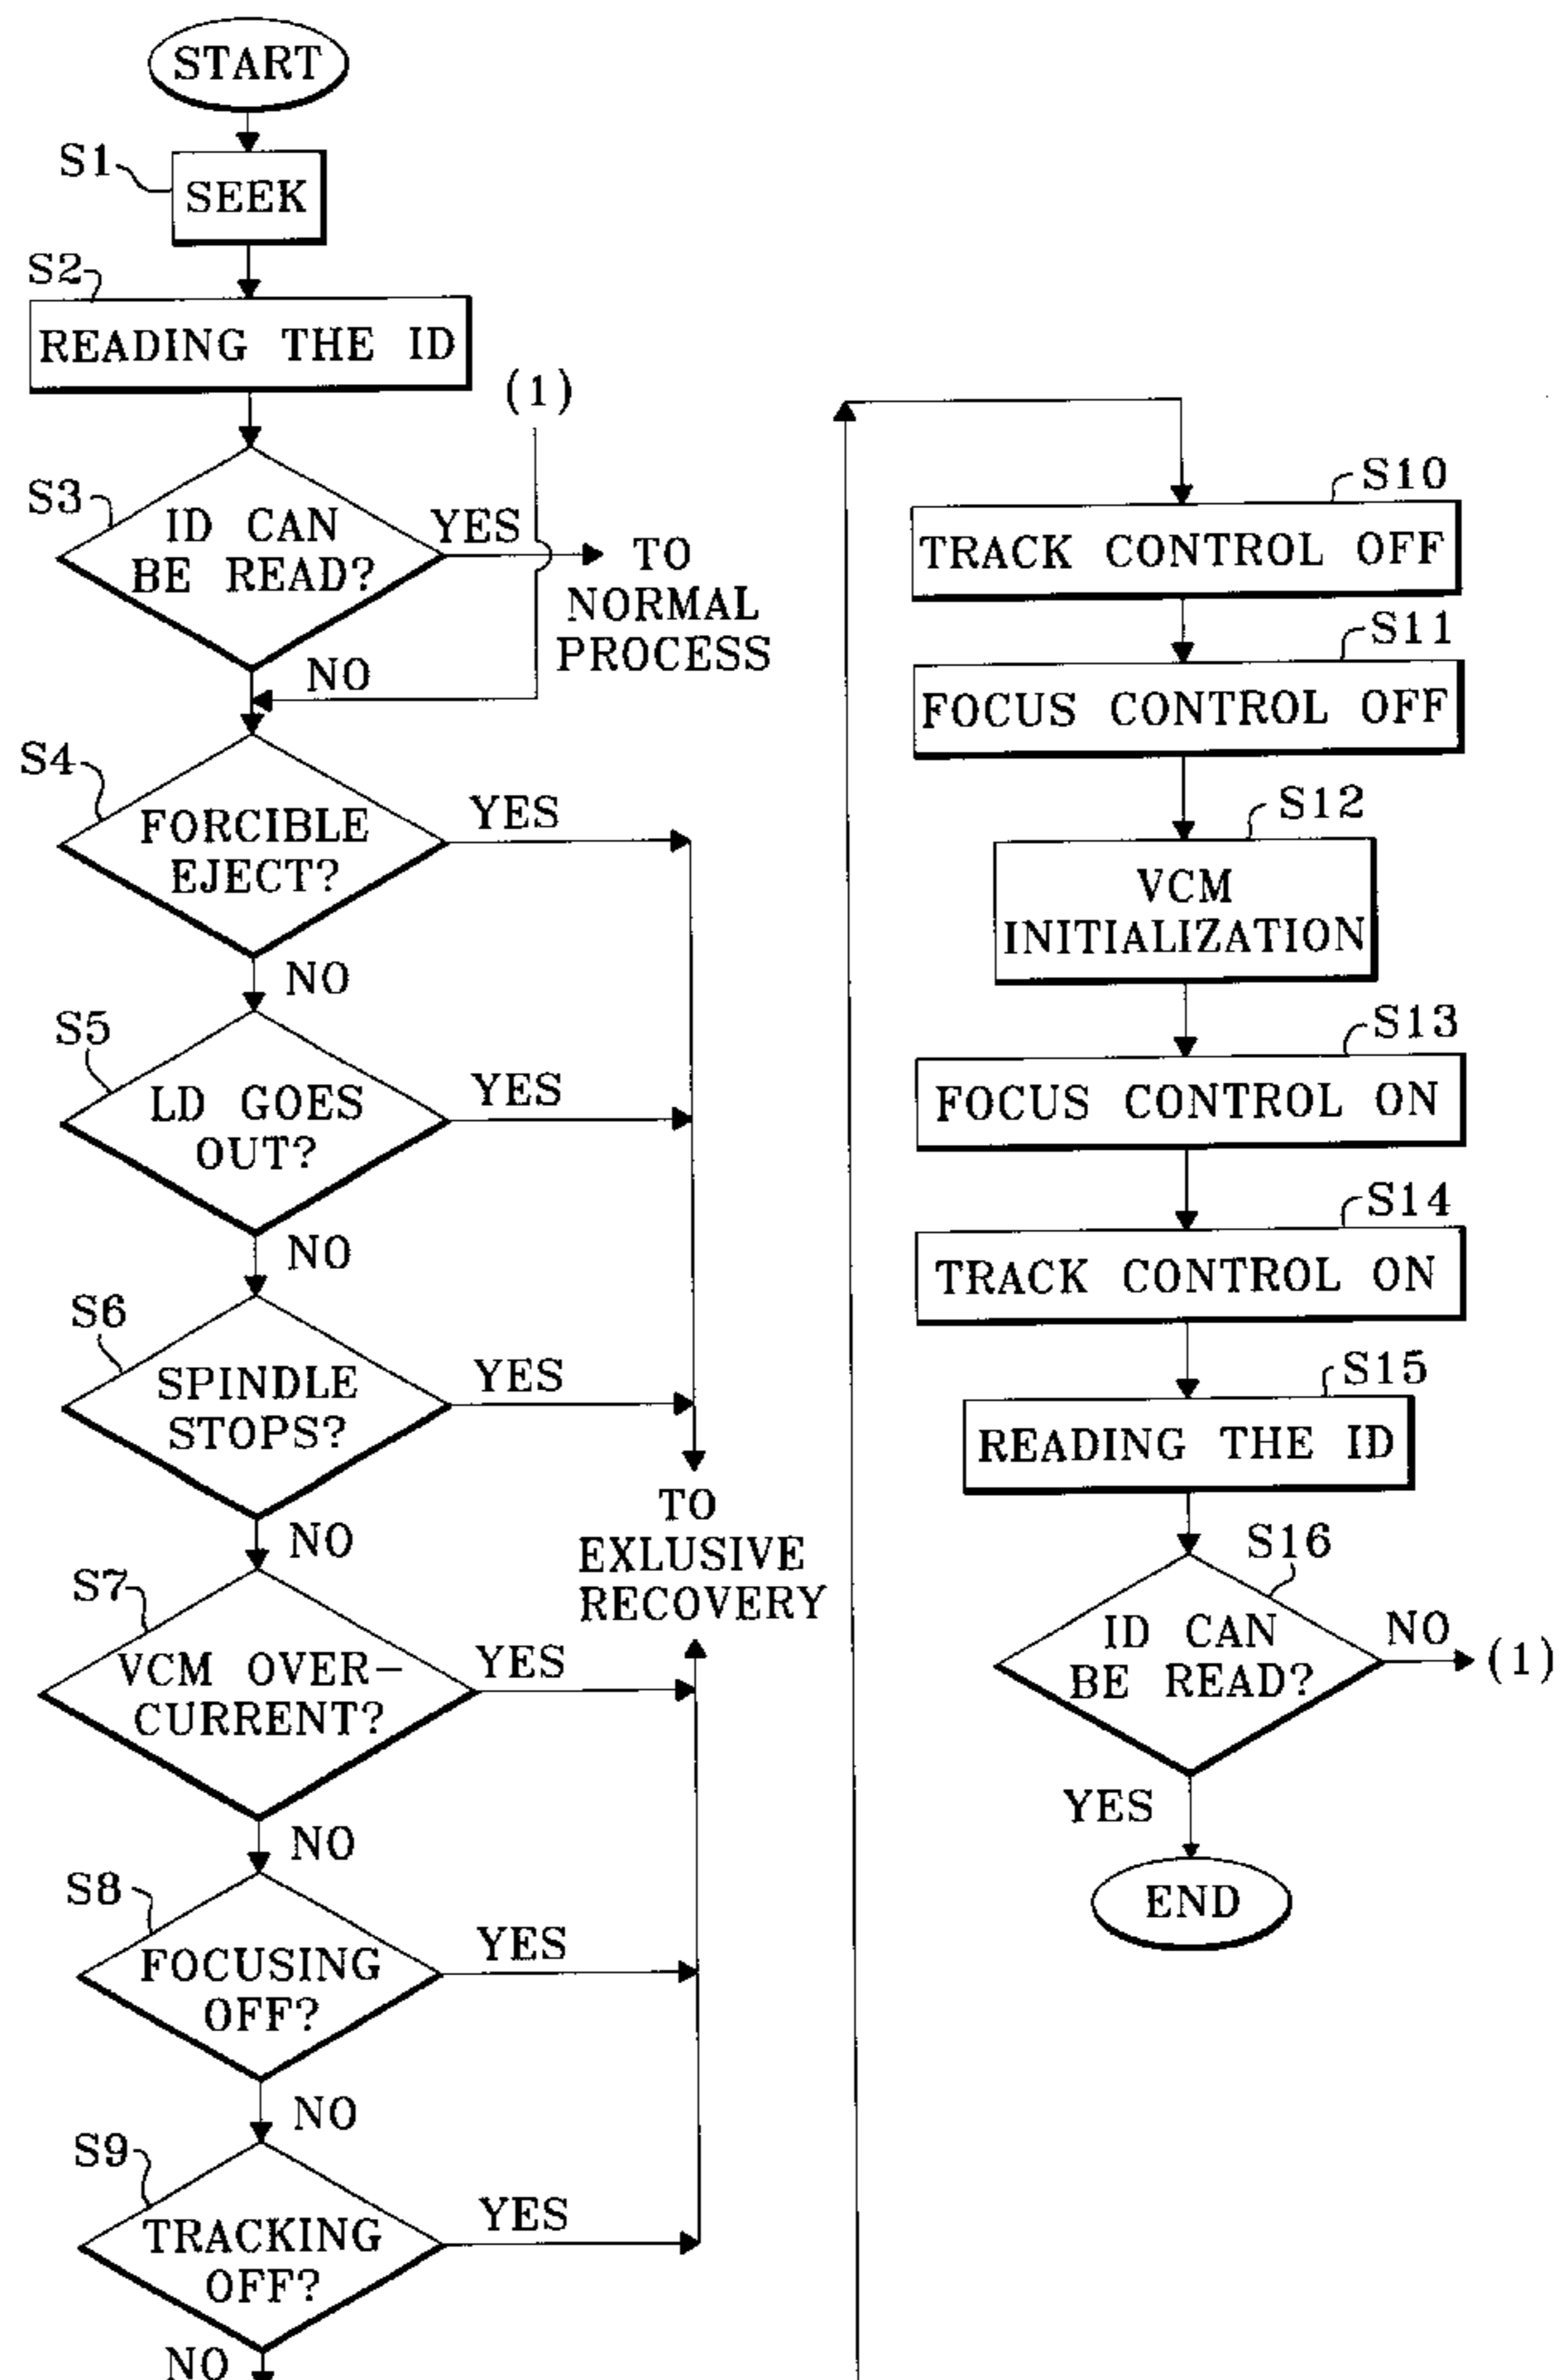 START
S1
SEEK
S2
READING THE ID
(1)
S3
ID CAN
BE READ?
YES
TO
NORMAL
PROCESS
NO
S4
FORCIBLE
EJECT?
YES
NO
S5
LD GOES
OUT?
YES
NO
S6
SPINDLE
STOPS?
YES
NO
TO
EXLUSIVE
RECOVERY
S7
VCM OVER-
CURRENT?
YES
NO
S8
FOCUSING
OFF?
YES
NO
S9
TRACKING
OFF?
YES
NO
S10
TRACK CONTROL OFF
S11
FOCUS CONTROL OFF
S12
VCM
INITIALIZATION
S13
FOCUS CONTROL ON
S14
TRACK CONTROL ON
S15
READING THE ID
S16
ID CAN
BE READ?
NO
(1)
YES
END